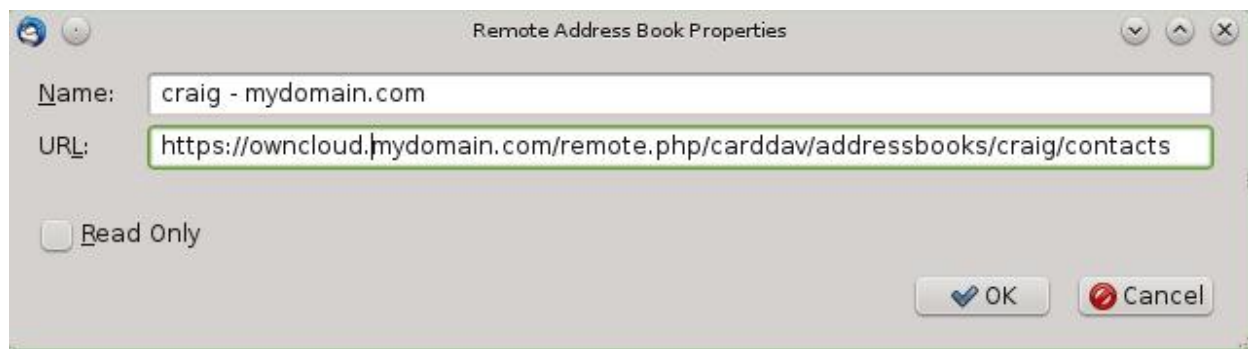 Remote Address Book Properties
Name: craig - mydomain.com
URL: https://owncloud.mydomain.com/remote.php/carddav/addressbooks/craig/contacts
Read Only
OK Cancel